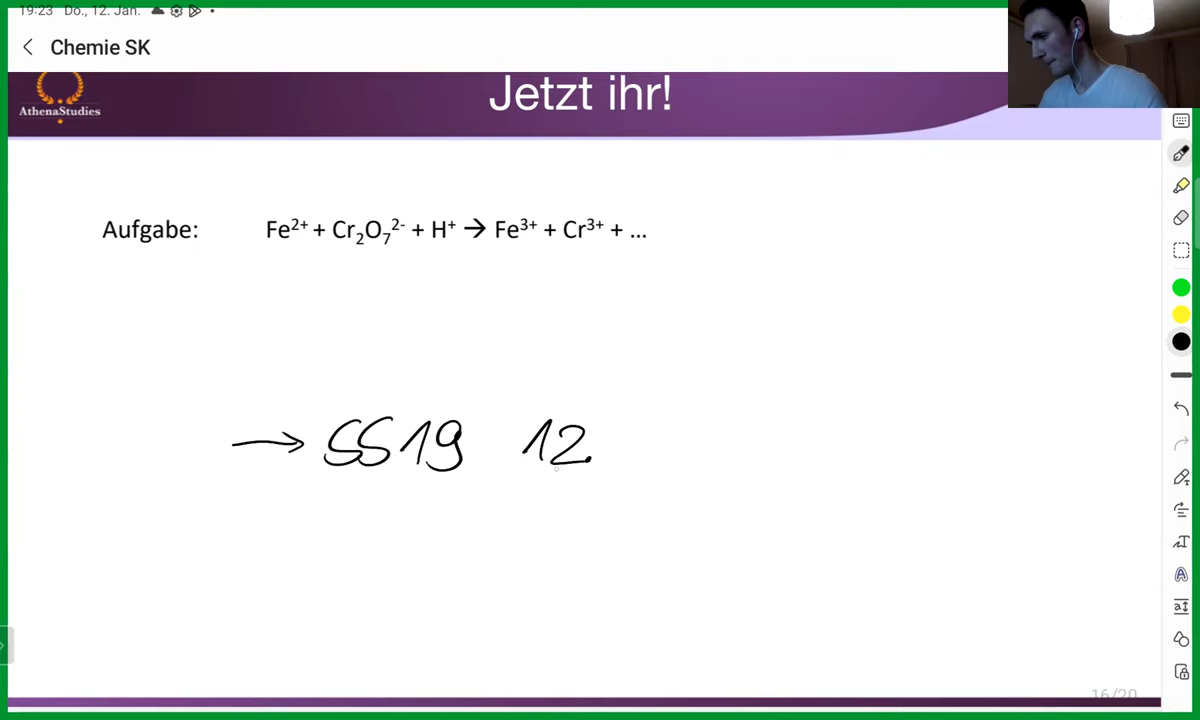 19:23 Do., 12. Jan.
Chemie SK
Jetzt ihr!
AthenaStudies
Aufgabe: Fe²⁺ + Cr₂O₇²⁻ + H⁺ → Fe³⁺ + Cr³⁺ + ...
→ SS19 12.
16/20